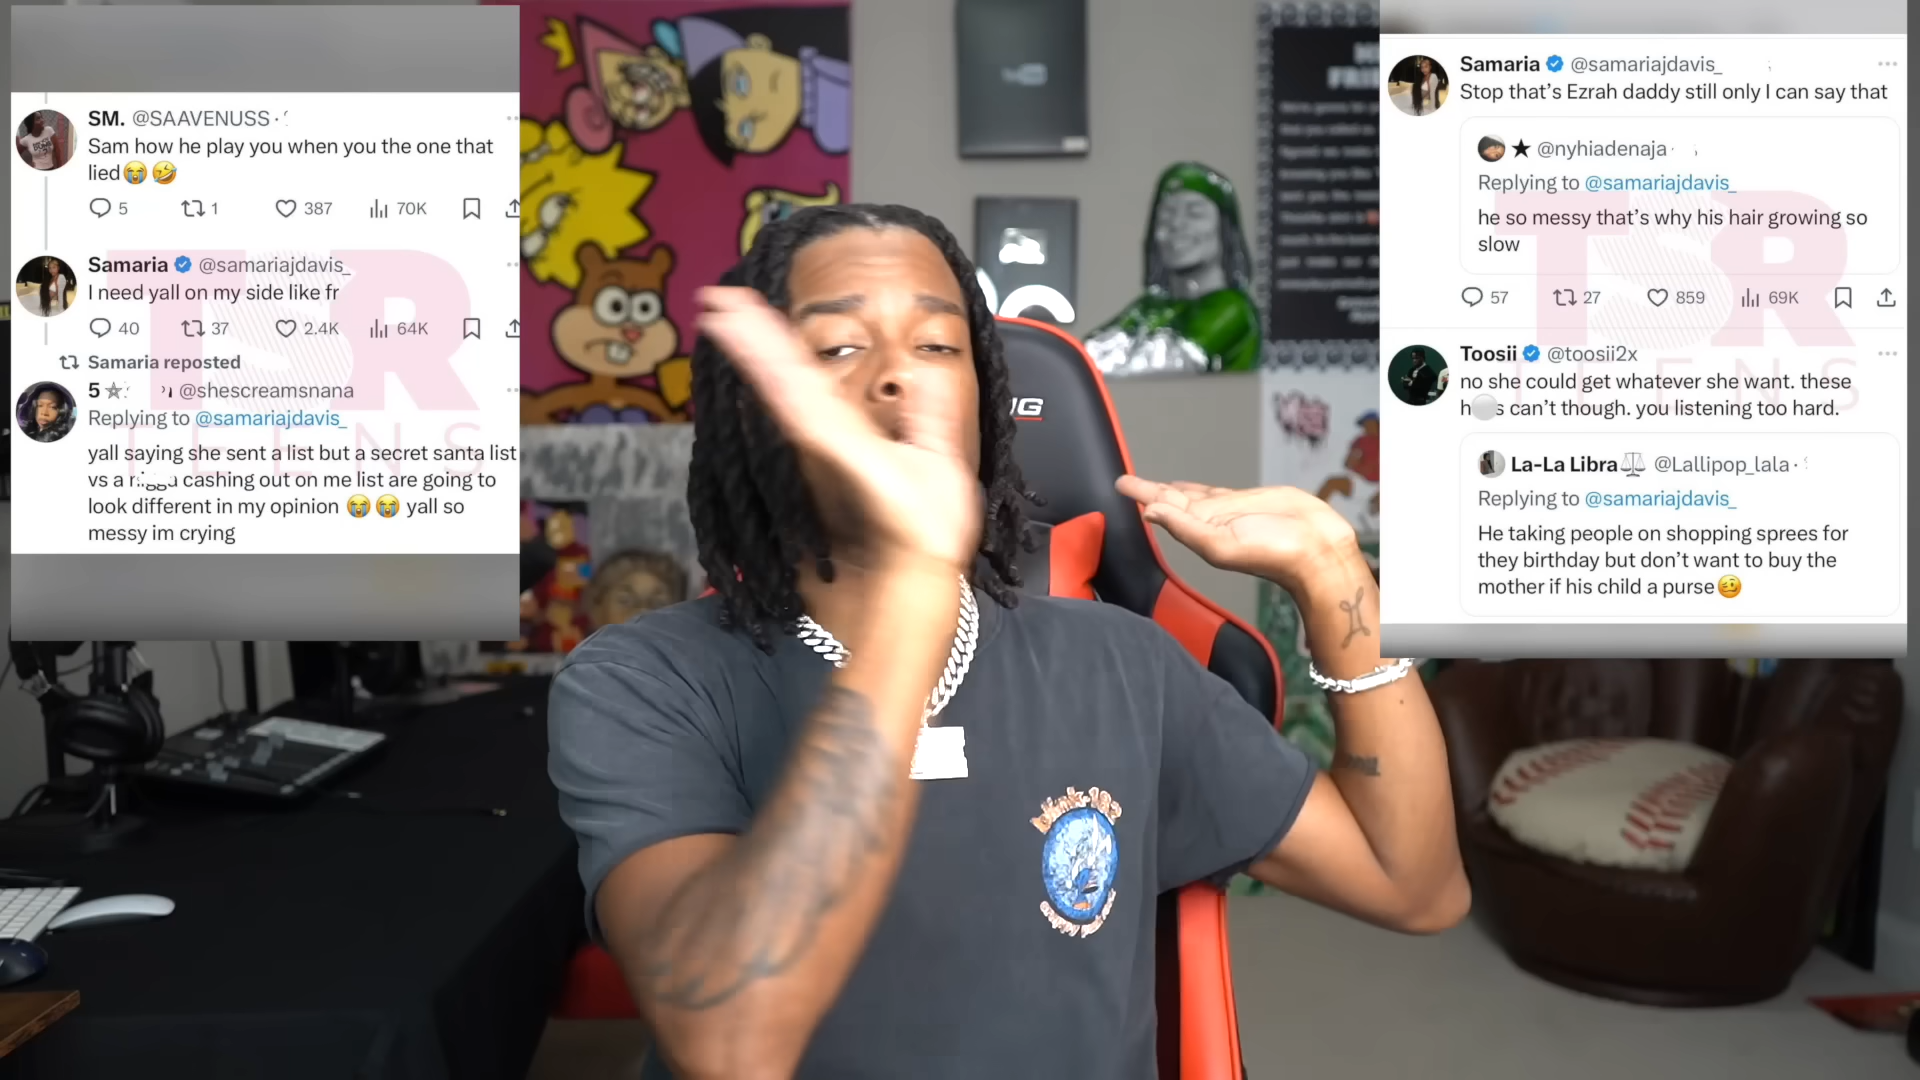 SM. @SAAVENUSS ·
Sam how he play you when you the one that
lied😭🤣
5 1 387 70K
Samaria @samariajdavis_
I need yall on my side like fr
40 37 2.4K 64K
Samaria reposted
5 @shescreamsnana
Replying to @samariajdavis_
yall saying she sent a list but a secret santa list
vs a cashing out on me list are going to
look different in my opinion 😭😭 yall so
messy im crying
TSR
TEENS
Samaria @samariajdavis_
Stop that's Ezrah daddy still only I can say that
★ @nyhiadenaja ·
Replying to @samariajdavis_
he so messy that's why his hair growing so
slow
57 27 859 69K
Toosii @toosii2x
no she could get whatever she want. these
h s can't though. you listening too hard.
La-La Libra⚖ @Lallipop_lala ·
Replying to @samariajdavis_
He taking people on shopping sprees for
they birthday but don't want to buy the
mother if his child a purse🥴
TSR
TEENS
blink-182